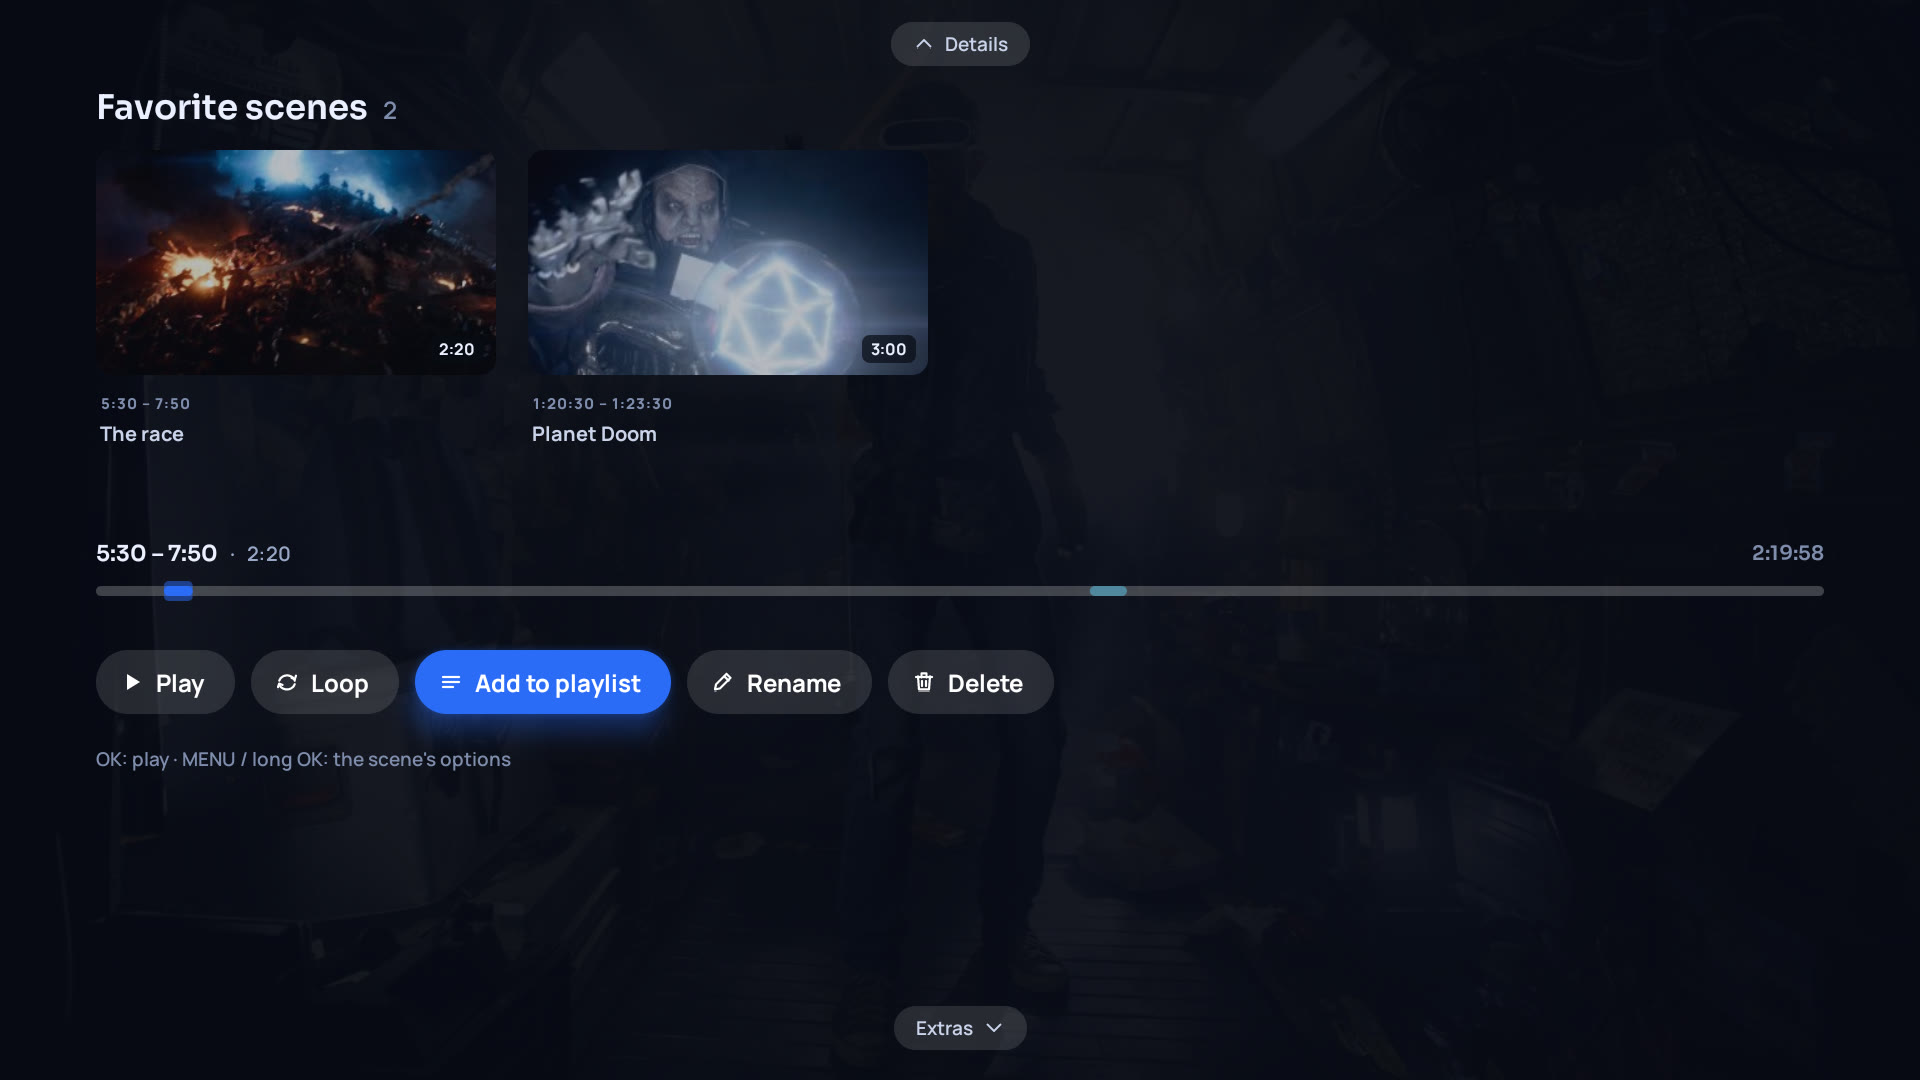 Details
Favorite scenes 2
2:20
3:00
5:30 – 7:50
The race
1:20:30 – 1:23:30
Planet Doom
5:30 – 7:50 · 2:20
2:19:58
Play
Loop
Add to playlist
Rename
Delete
OK: play · MENU / long OK: the scene's options
Extras